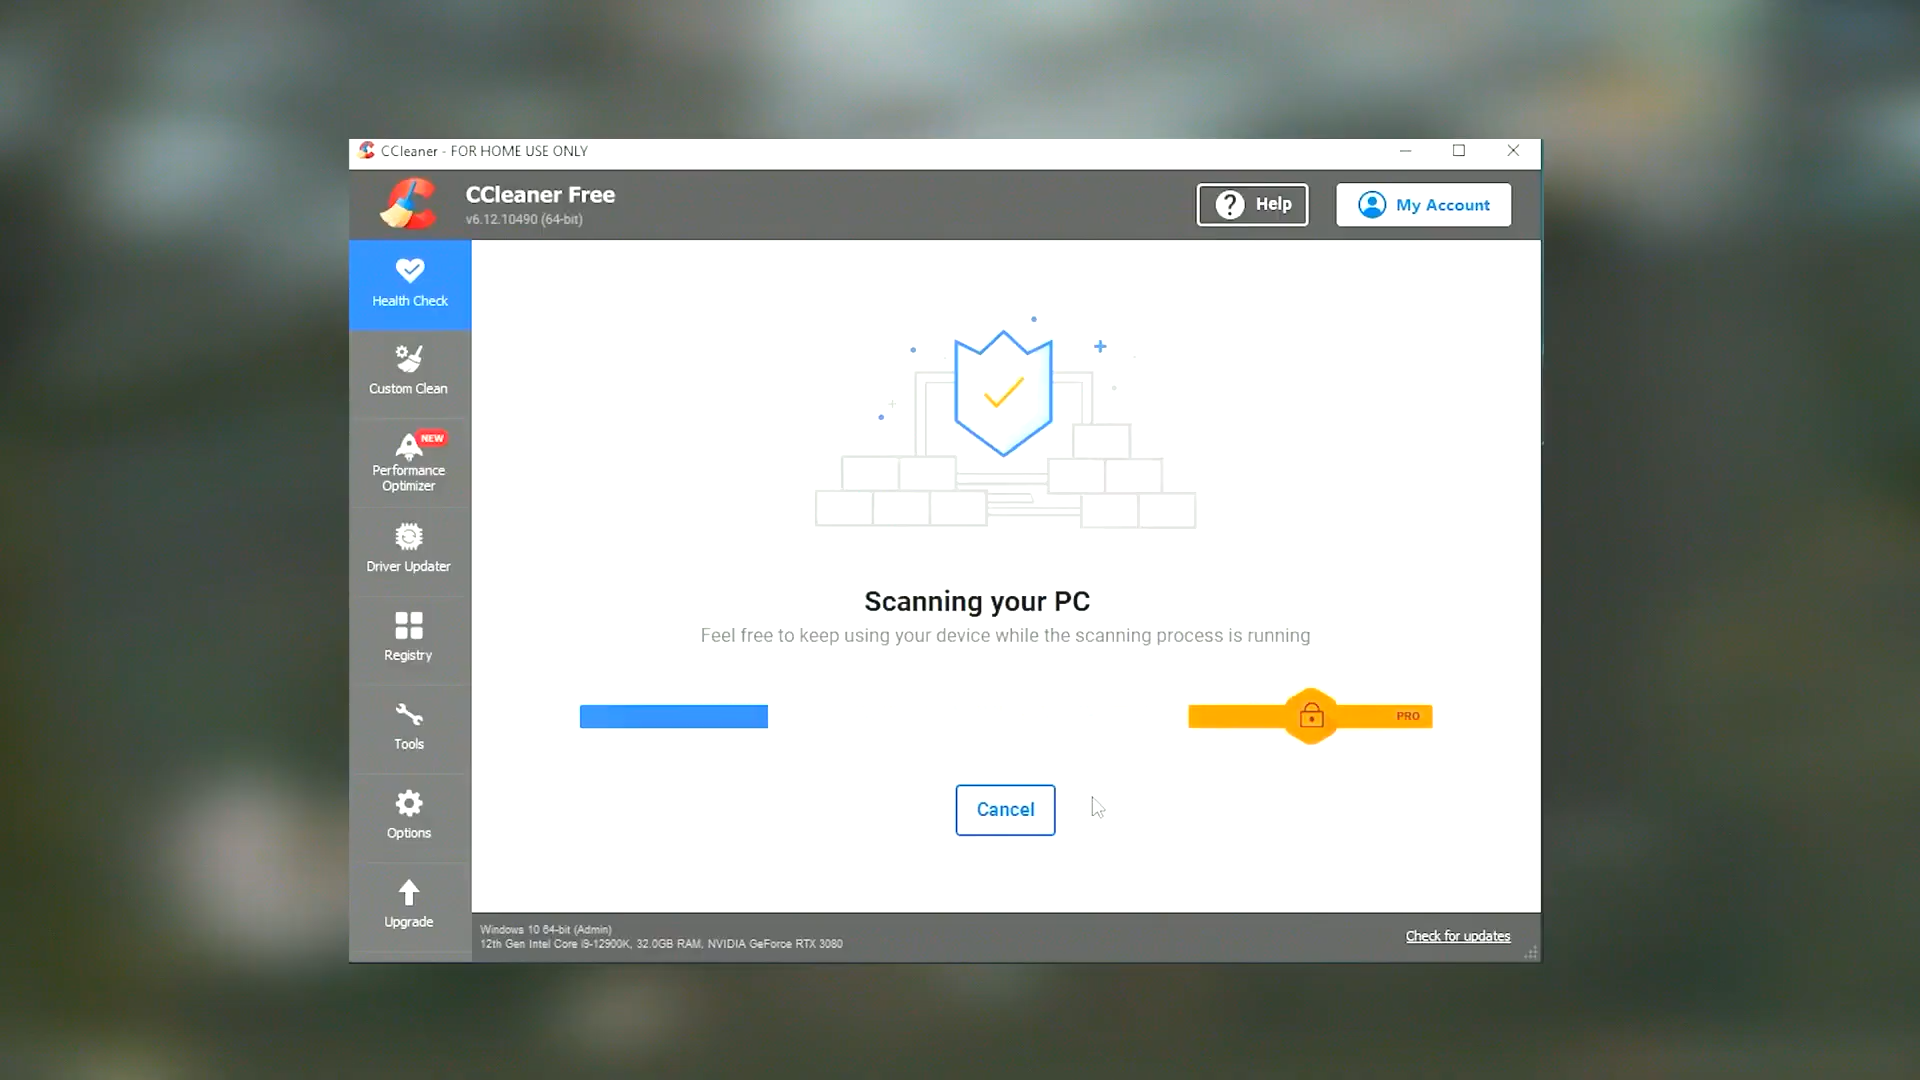 CCleaner - FOR HOME USE ONLY
CCleaner Free
v6.12.10490 (64-bit)
Help
My Account
Health Check
Custom Clean
NEW
Performance
Optimizer
Driver Updater
Registry
Tools
Options
Upgrade
Scanning your PC
Feel free to keep using your device while the scanning process is running
PRO
Cancel
Windows 10 64-bit (Admin)
12th Gen Intel Core i9-12900K, 32.0GB RAM, NVIDIA GeForce RTX 3080
Check for updates